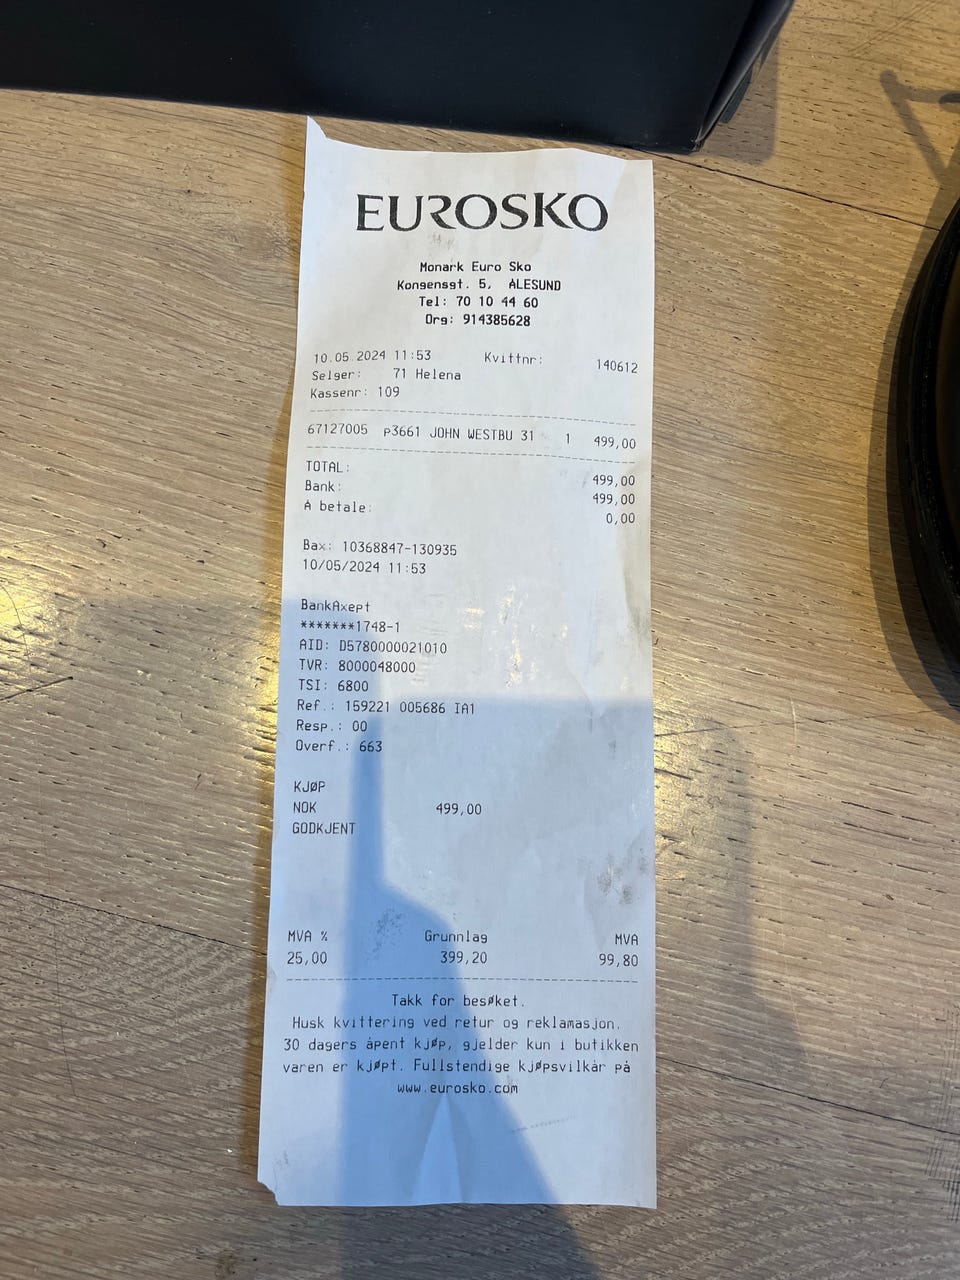 EUROSKO
Monark Euro Sko
Kongensgt. 5, ÅLESUND
Tel: 70 10 44 60
Org: 914385628
10.05.2024 11:53 Kvittnr: 140612
Selger: 71 Helena
Kassenr: 109
67127005 p3661 JOHN WESTBU 31 1 499,00
TOTAL: 499,00
Bank: 499,00
Å betale: 0,00
Bax: 10368847-130935
10/05/2024 11:53
BankAxept
*******1748-1
AID: D5780000021010
TVR: 8000048000
TSI: 6800
Ref.: 159221 005686 IA1
Resp.: 00
Overf.: 663
KJØP
NOK 499,00
GODKJENT
MVA % Grunnlag MVA
25,00 399,20 99,80
Takk for besøket.
Husk kvittering ved retur og reklamasjon.
30 dagers åpent kjøp, gjelder kun i butikken
varen er kjøpt. Fullstendige kjøpsvilkår på
www.eurosko.com